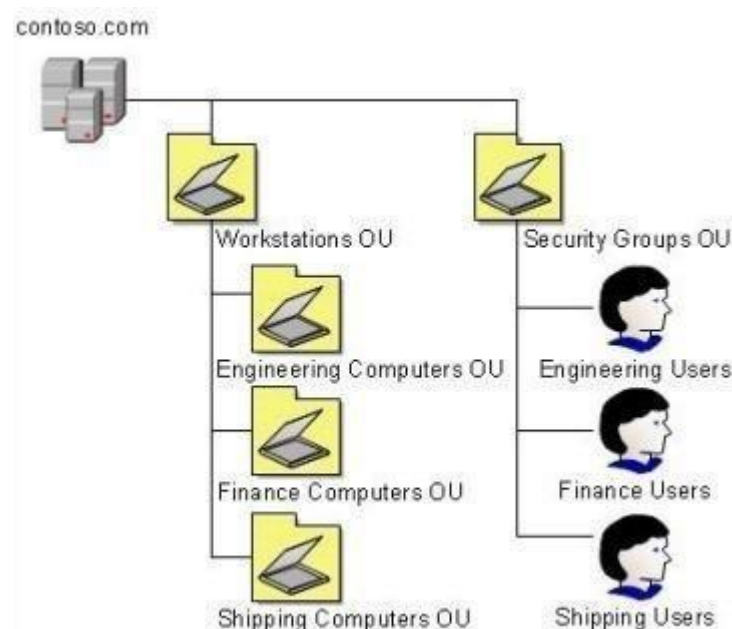 contoso.com
Workstations OU
Security Groups OU
Engineering Computers OU
Engineering Users
Finance Computers OU
Finance Users
Shipping Computers OU
Shipping Users